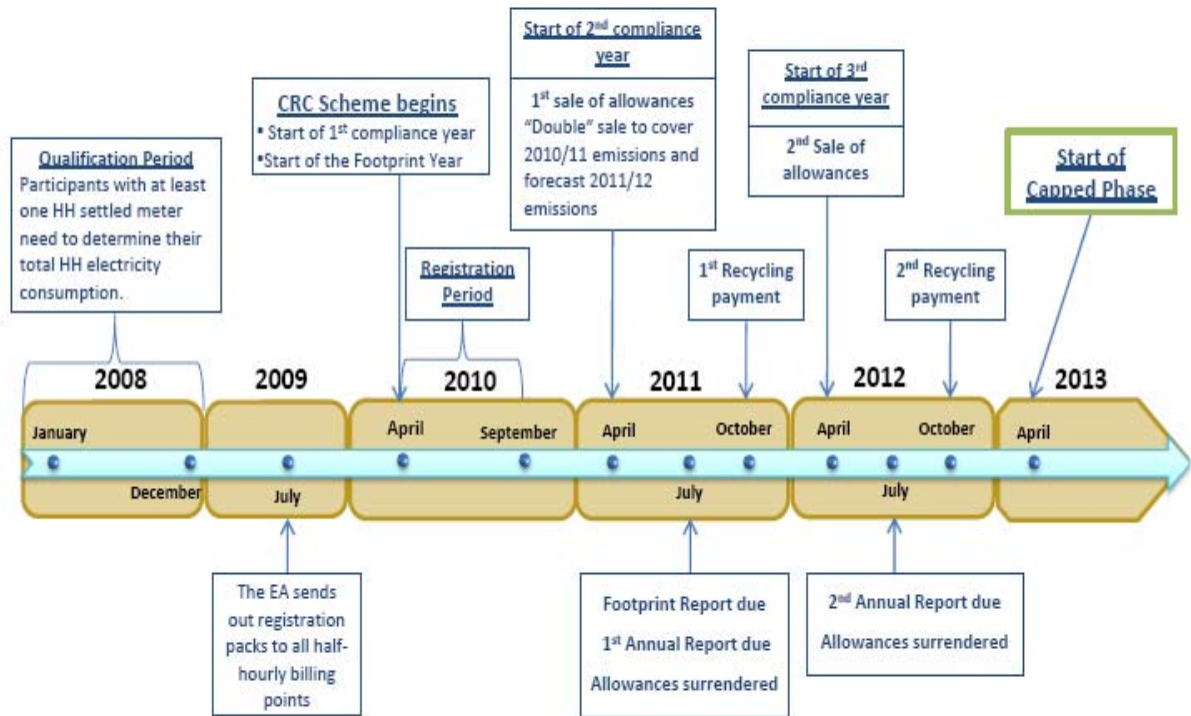 Qualification Period
Participants with at least
one HH settled meter
need to determine their
total HH electricity
consumption.
CRC Scheme begins
▪ Start of 1st compliance year
▪Start of the Footprint Year
Registration
Period
Start of 2nd compliance
year
1st sale of allowances
“Double” sale to cover
2010/11 emissions and
forecast 2011/12
emissions
1st Recycling
payment
Start of 3rd
compliance year
2nd Sale of
allowances
2nd Recycling
payment
Start of
Capped Phase
2008
2009
2010
2011
2012
2013
January
December
July
April
September
April
July
October
April
July
October
April
The EA sends
out registration
packs to all half-
hourly billing
points
Footprint Report due
1st Annual Report due
Allowances surrendered
2nd Annual Report due
Allowances surrendered